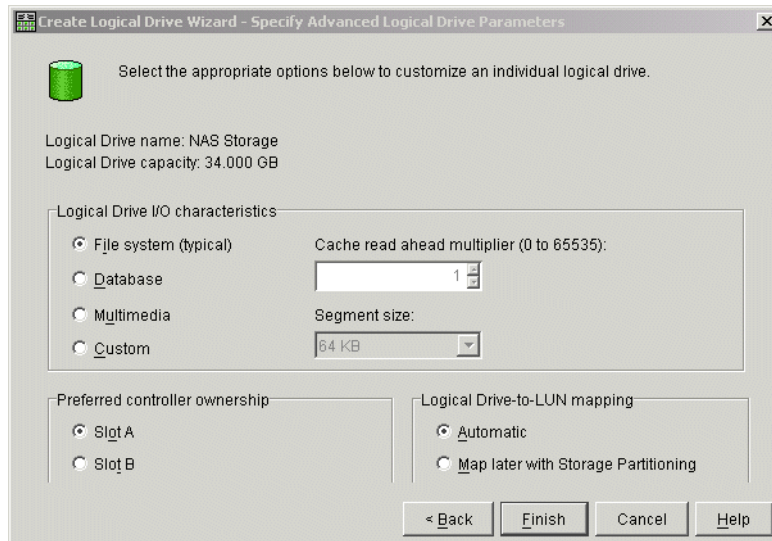 Create Logical Drive Wizard - Specify Advanced Logical Drive Parameters
Select the appropriate options below to customize an individual logical drive.
Logical Drive name: NAS Storage
Logical Drive capacity: 34.000 GB
Logical Drive I/O characteristics
File system (typical)
Database
Multimedia
Custom
Cache read ahead multiplier (0 to 65535):
1
Segment size:
64 KB
Preferred controller ownership
Slot A
Slot B
Logical Drive-to-LUN mapping
Automatic
Map later with Storage Partitioning
< Back
Finish
Cancel
Help